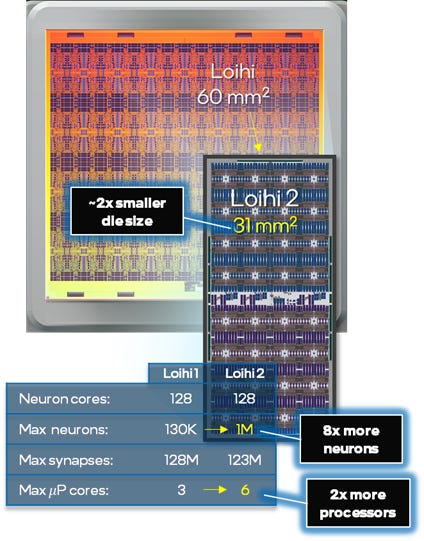 Loihi
60 mm²
~2x smaller
die size
Loihi 2
31 mm²
Loihi 1 Loihi 2
Neuron cores: 128 128
Max neurons: 130K → 1M
8x more
neurons
Max synapses: 128M 123M
Max µP cores: 3 → 6
2x more
processors